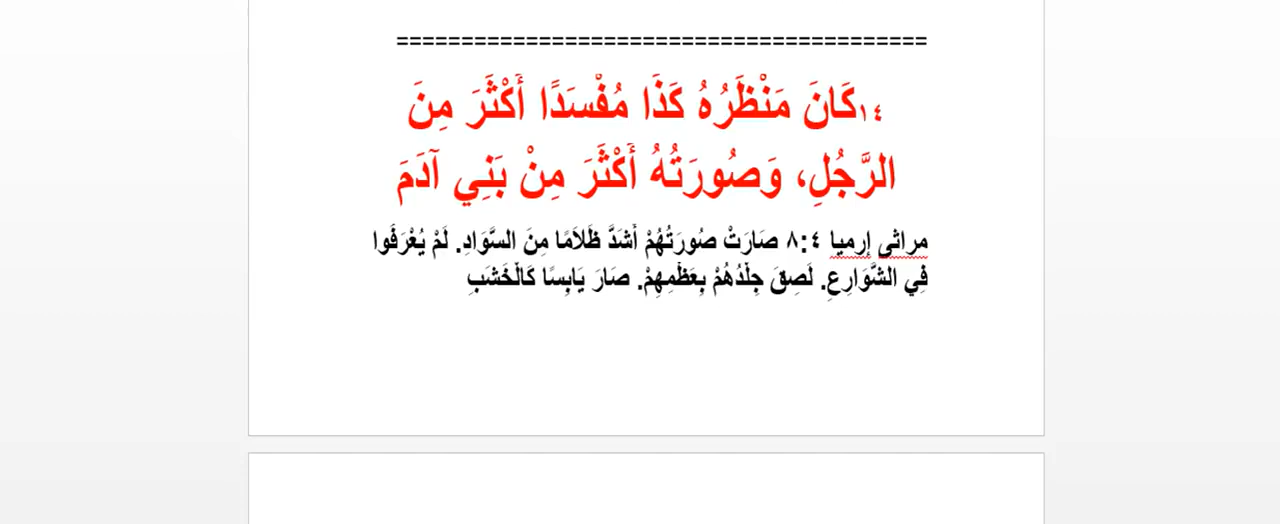 =========================================
١٤كَانَ مَنْظَرُهُ كَذَا مُفْسَدًا أَكْثَرَ مِنَ
الرَّجُلِ، وَصُورَتُهُ أَكْثَرَ مِنْ بَنِي آدَمَ
مراثى إرميا ٤:٨ صَارَتْ صُورَتُهُمْ أَشَدَّ ظَلاَمًا مِنَ السَّوَادِ. لَمْ يُعْرَفُوا
فِي الشَّوَارِعِ. لَصِقَ جِلْدُهُمْ بِعَظْمِهِمْ. صَارَ يَابِسًا كَالْخَشَبِ